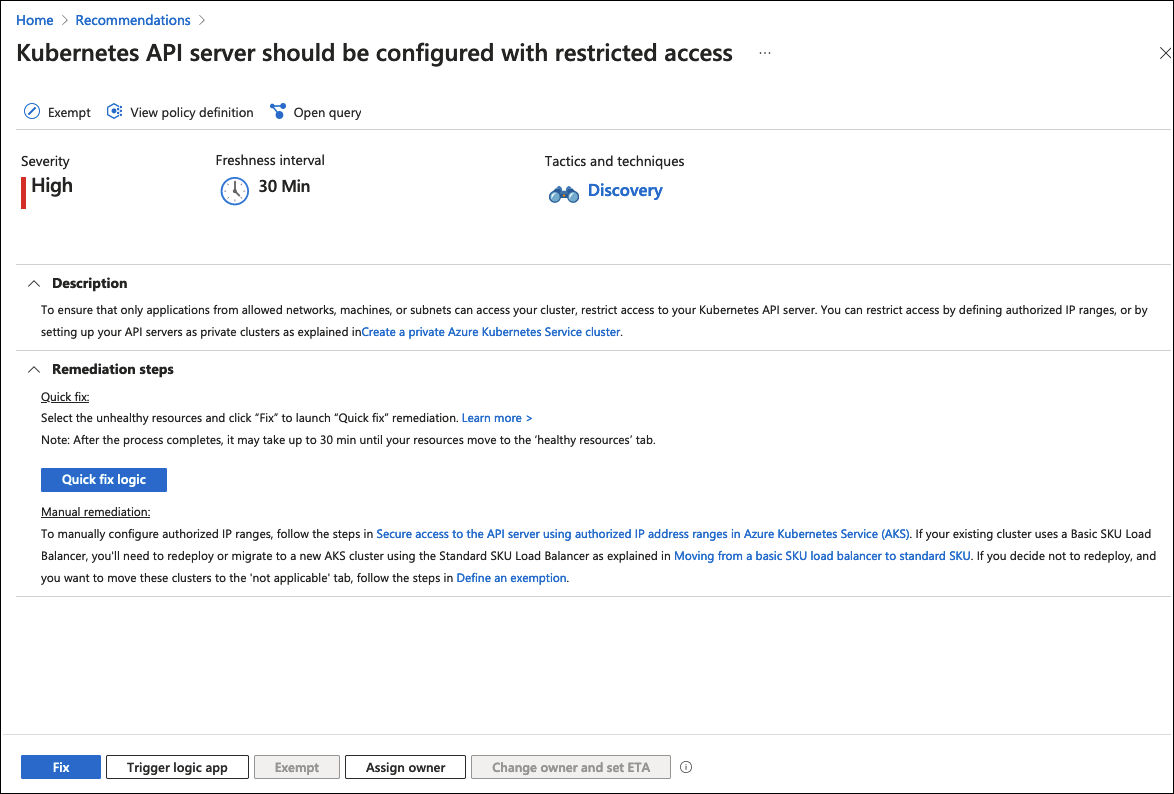 Home > Recommendations >
Kubernetes API server should be configured with restricted access ...
Exempt View policy definition Open query
Severity Freshness interval Tactics and techniques
High 30 Min Discovery
Description
To ensure that only applications from allowed networks, machines, or subnets can access your cluster, restrict access to your Kubernetes API server. You can restrict access by defining authorized IP ranges, or by
setting up your API servers as private clusters as explained inCreate a private Azure Kubernetes Service cluster.
Remediation steps
Quick fix:
Select the unhealthy resources and click “Fix” to launch “Quick fix” remediation. Learn more >
Note: After the process completes, it may take up to 30 min until your resources move to the ‘healthy resources’ tab.
Quick fix logic
Manual remediation:
To manually configure authorized IP ranges, follow the steps in Secure access to the API server using authorized IP address ranges in Azure Kubernetes Service (AKS). If your existing cluster uses a Basic SKU Load
Balancer, you'll need to redeploy or migrate to a new AKS cluster using the Standard SKU Load Balancer as explained in Moving from a basic SKU load balancer to standard SKU. If you decide not to redeploy, and
you want to move these clusters to the 'not applicable' tab, follow the steps in Define an exemption.
Fix Trigger logic app Exempt Assign owner Change owner and set ETA